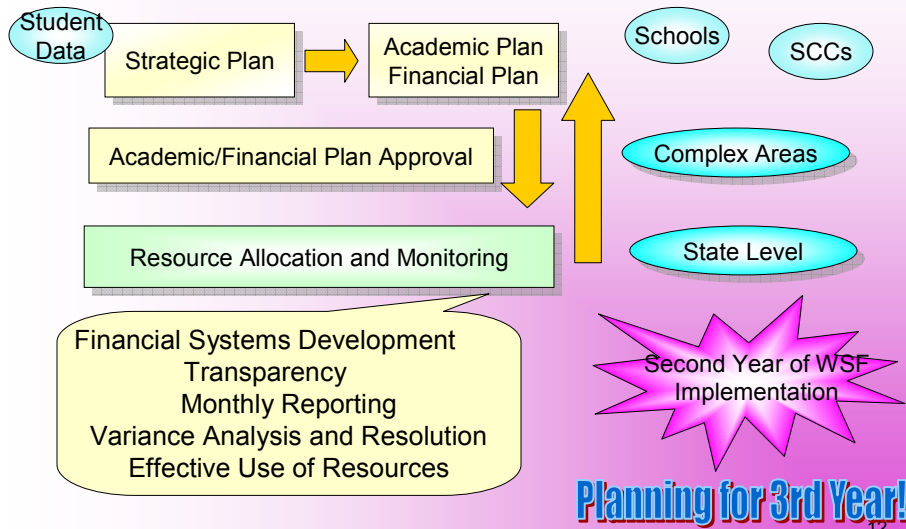 Student
Data
Strategic Plan
Academic Plan
Financial Plan
Schools
SCCs
Academic/Financial Plan Approval
Complex Areas
Resource Allocation and Monitoring
State Level
Financial Systems Development
Transparency
Monthly Reporting
Variance Analysis and Resolution
Effective Use of Resources
Second Year of WSF
Implementation
Planning for 3rd Year!